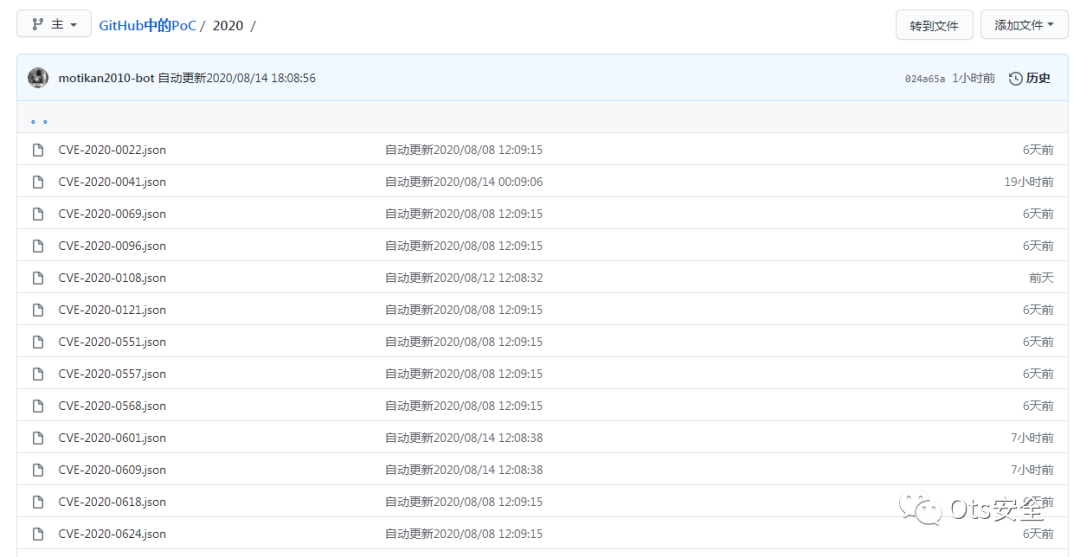 主 GitHub中的PoC / 2020 / 转到文件 添加文件
motikan2010-bot 自动更新2020/08/14 18:08:56 024a65a 1小时前 历史
..
CVE-2020-0022.json 自动更新2020/08/08 12:09:15 6天前
CVE-2020-0041.json 自动更新2020/08/14 00:09:06 19小时前
CVE-2020-0069.json 自动更新2020/08/08 12:09:15 6天前
CVE-2020-0096.json 自动更新2020/08/08 12:09:15 6天前
CVE-2020-0108.json 自动更新2020/08/12 12:08:32 前天
CVE-2020-0121.json 自动更新2020/08/08 12:09:15 6天前
CVE-2020-0551.json 自动更新2020/08/08 12:09:15 6天前
CVE-2020-0557.json 自动更新2020/08/08 12:09:15 6天前
CVE-2020-0568.json 自动更新2020/08/08 12:09:15 6天前
CVE-2020-0601.json 自动更新2020/08/14 12:08:38 7小时前
CVE-2020-0609.json 自动更新2020/08/14 12:08:38 7小时前
CVE-2020-0618.json 自动更新2020/08/08 12:09:15 6天前
Ots安全
CVE-2020-0624.json 自动更新2020/08/08 12:09:15 6天前